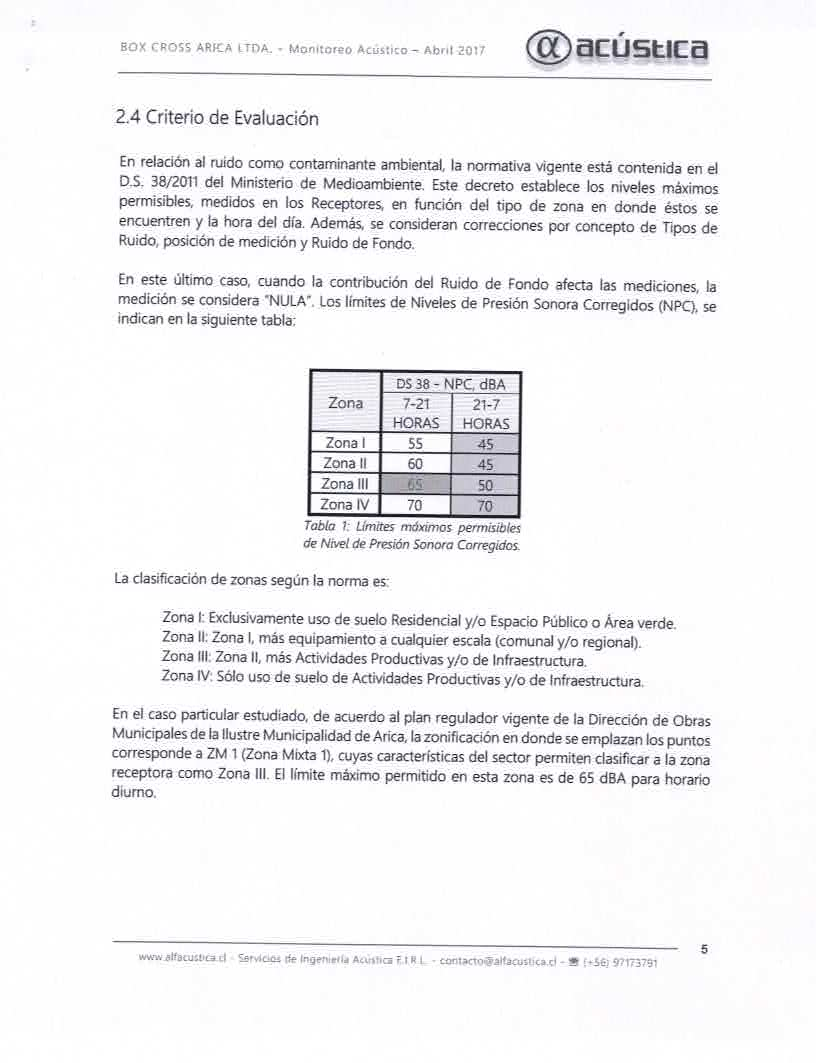 BOX CROSS ARICA LTDA. - Monitoreo Acústico – Abril 2017
α acústica
2.4 Criterio de Evaluación
En relación al ruido como contaminante ambiental, la normativa vigente está contenida en el
D.S. 38/2011 del Ministerio de Medioambiente. Este decreto establece los niveles máximos
permisibles, medidos en los Receptores, en función del tipo de zona en donde éstos se
encuentren y la hora del día. Además, se consideran correcciones por concepto de Tipos de
Ruido, posición de medición y Ruido de Fondo.
En este último caso, cuando la contribución del Ruido de Fondo afecta las mediciones, la
medición se considera "NULA". Los límites de Niveles de Presión Sonora Corregidos (NPC), se
indican en la siguiente tabla:
DS 38 - NPC, dBA
Zona 7-21 21-7
HORAS HORAS
Zona I 55 45
Zona II 60 45
Zona III 65 50
Zona IV 70 70
Tabla 1: Límites máximos permisibles
de Nivel de Presión Sonora Corregidos.
La clasificación de zonas según la norma es:
Zona I: Exclusivamente uso de suelo Residencial y/o Espacio Público o Área verde.
Zona II: Zona I, más equipamiento a cualquier escala (comunal y/o regional).
Zona III: Zona II, más Actividades Productivas y/o de Infraestructura.
Zona IV: Sólo uso de suelo de Actividades Productivas y/o de Infraestructura.
En el caso particular estudiado, de acuerdo al plan regulador vigente de la Dirección de Obras
Municipales de la Ilustre Municipalidad de Arica, la zonificación en donde se emplazan los puntos
corresponde a ZM 1 (Zona Mixta 1), cuyas características del sector permiten clasificar a la zona
receptora como Zona III. El límite máximo permitido en esta zona es de 65 dBA para horario
diurno.
5
www.alfacustica.cl - Servicios de Ingeniería Acústica E.I.R.L. - contacto@alfacustica.cl - ☎ (+56) 97173791